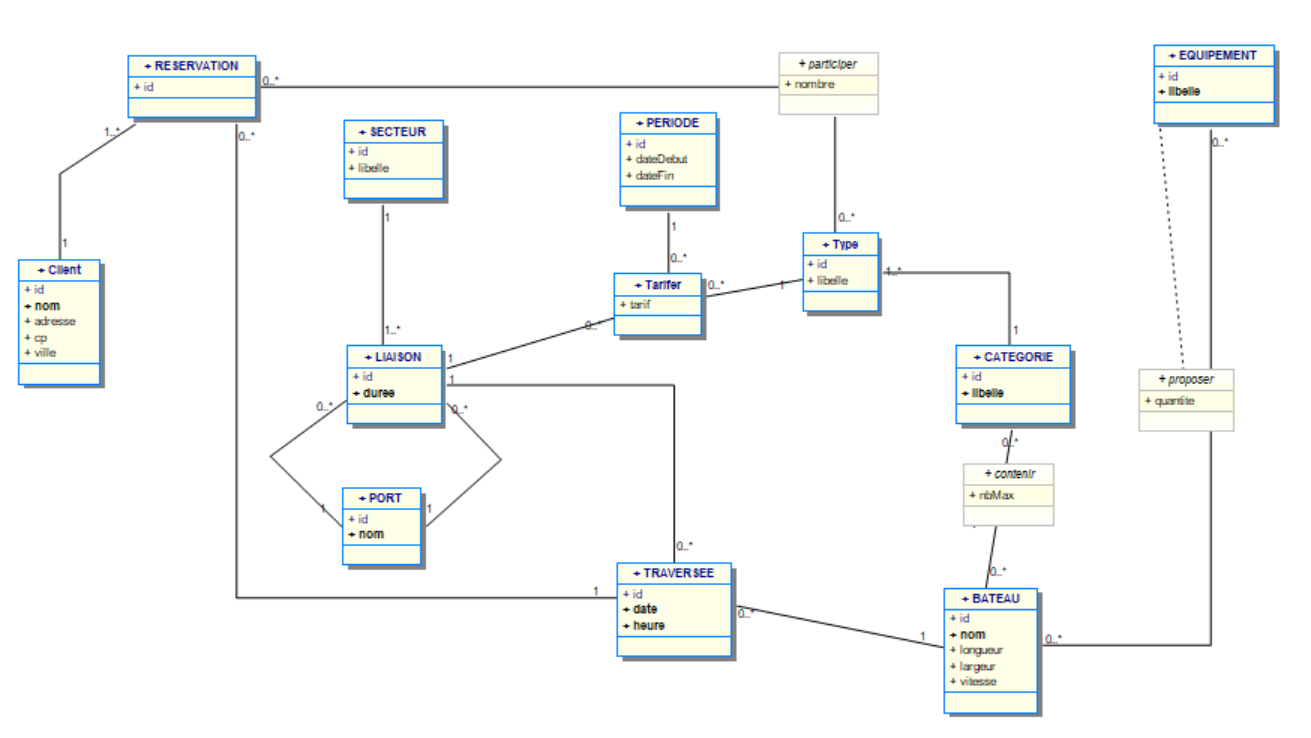 + RESERVATION
+ id
0..*
1..*
0..*
+ participer
+ nombre
0..*
+ EQUIPEMENT
+ id
+ libelle
0..*
+ SECTEUR
+ id
+ libelle
1
1..*
+ PERIODE
+ id
+ dateDebut
+ dateFin
1
0..*
+ Type
+ id
+ libelle
1..*
1
+ Client
+ id
+ nom
+ adresse
+ cp
+ ville
1
+ Tarifer
+ tarif
0..*
1
0..*
+ LIAISON
+ id
+ duree
1
1
0..*
0..*
+ CATEGORIE
+ id
+ libelle
0..*
+ proposer
+ quantite
+ contenir
+ nbMax
0..*
+ PORT
+ id
+ nom
1
1
0..*
+ TRAVERSEE
+ id
+ date
+ heure
1
0..*
1
+ BATEAU
+ id
+ nom
+ longueur
+ largeur
+ vitesse
0..*